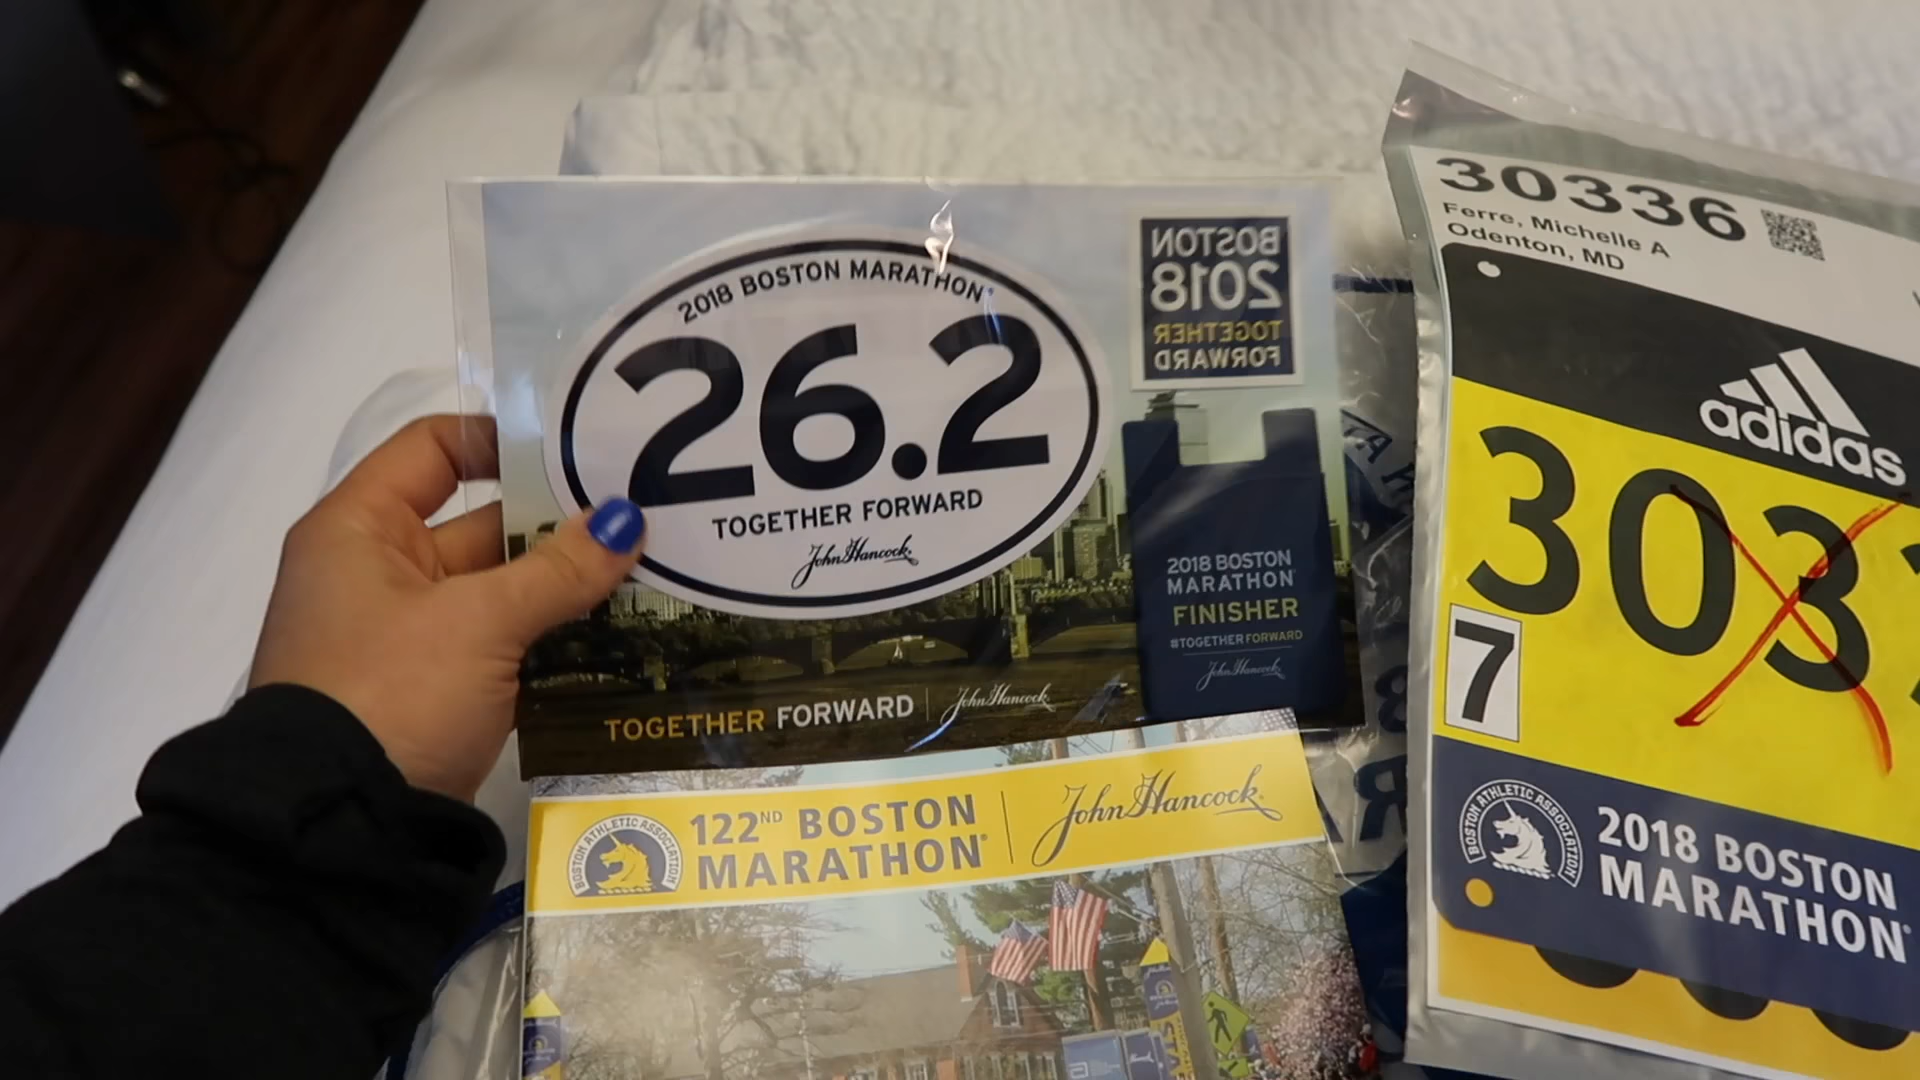 2018 BOSTON MARATHON
26.2
TOGETHER FORWARD
John Hancock
BOSTON
2018
TOGETHER
FORWARD
2018 BOSTON
MARATHON
FINISHER
#TOGETHERFORWARD
John Hancock
TOGETHER FORWARD | John Hancock
BOSTON ATHLETIC ASSOCIATION
122ND BOSTON
MARATHON®
John Hancock
30336
Ferre, Michelle A
Odenton, MD
adidas
303
7
BOSTON ATHLETIC ASSOCIATION
2018 BOSTON
MARATHON®